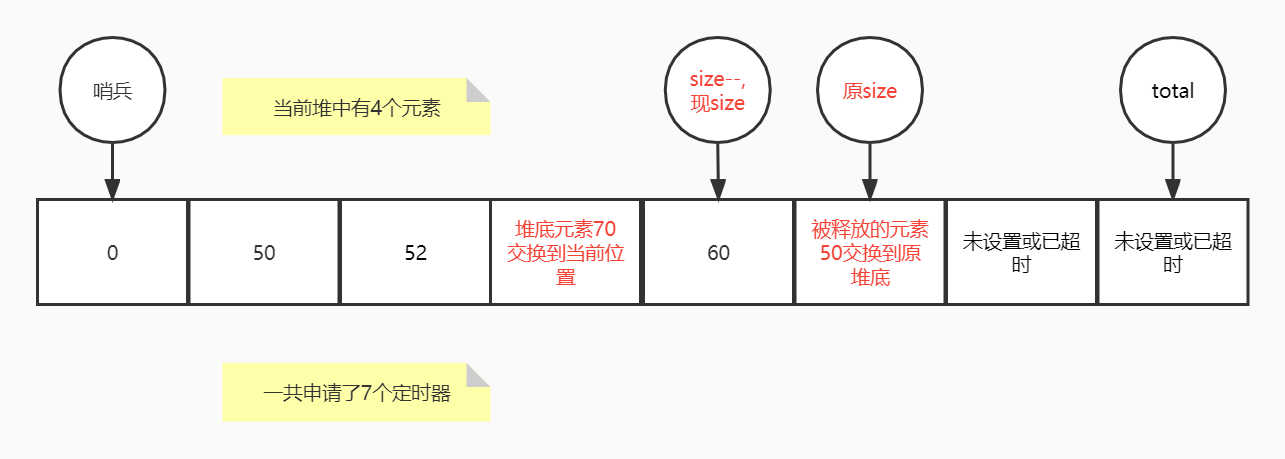 哨兵
当前堆中有4个元素
size--,
现size
原size
total
0
50
52
堆底元素70
交换到当前位
置
60
被释放的元素
50交换到原
堆底
未设置或已超
时
未设置或已超
时
一共申请了7个定时器